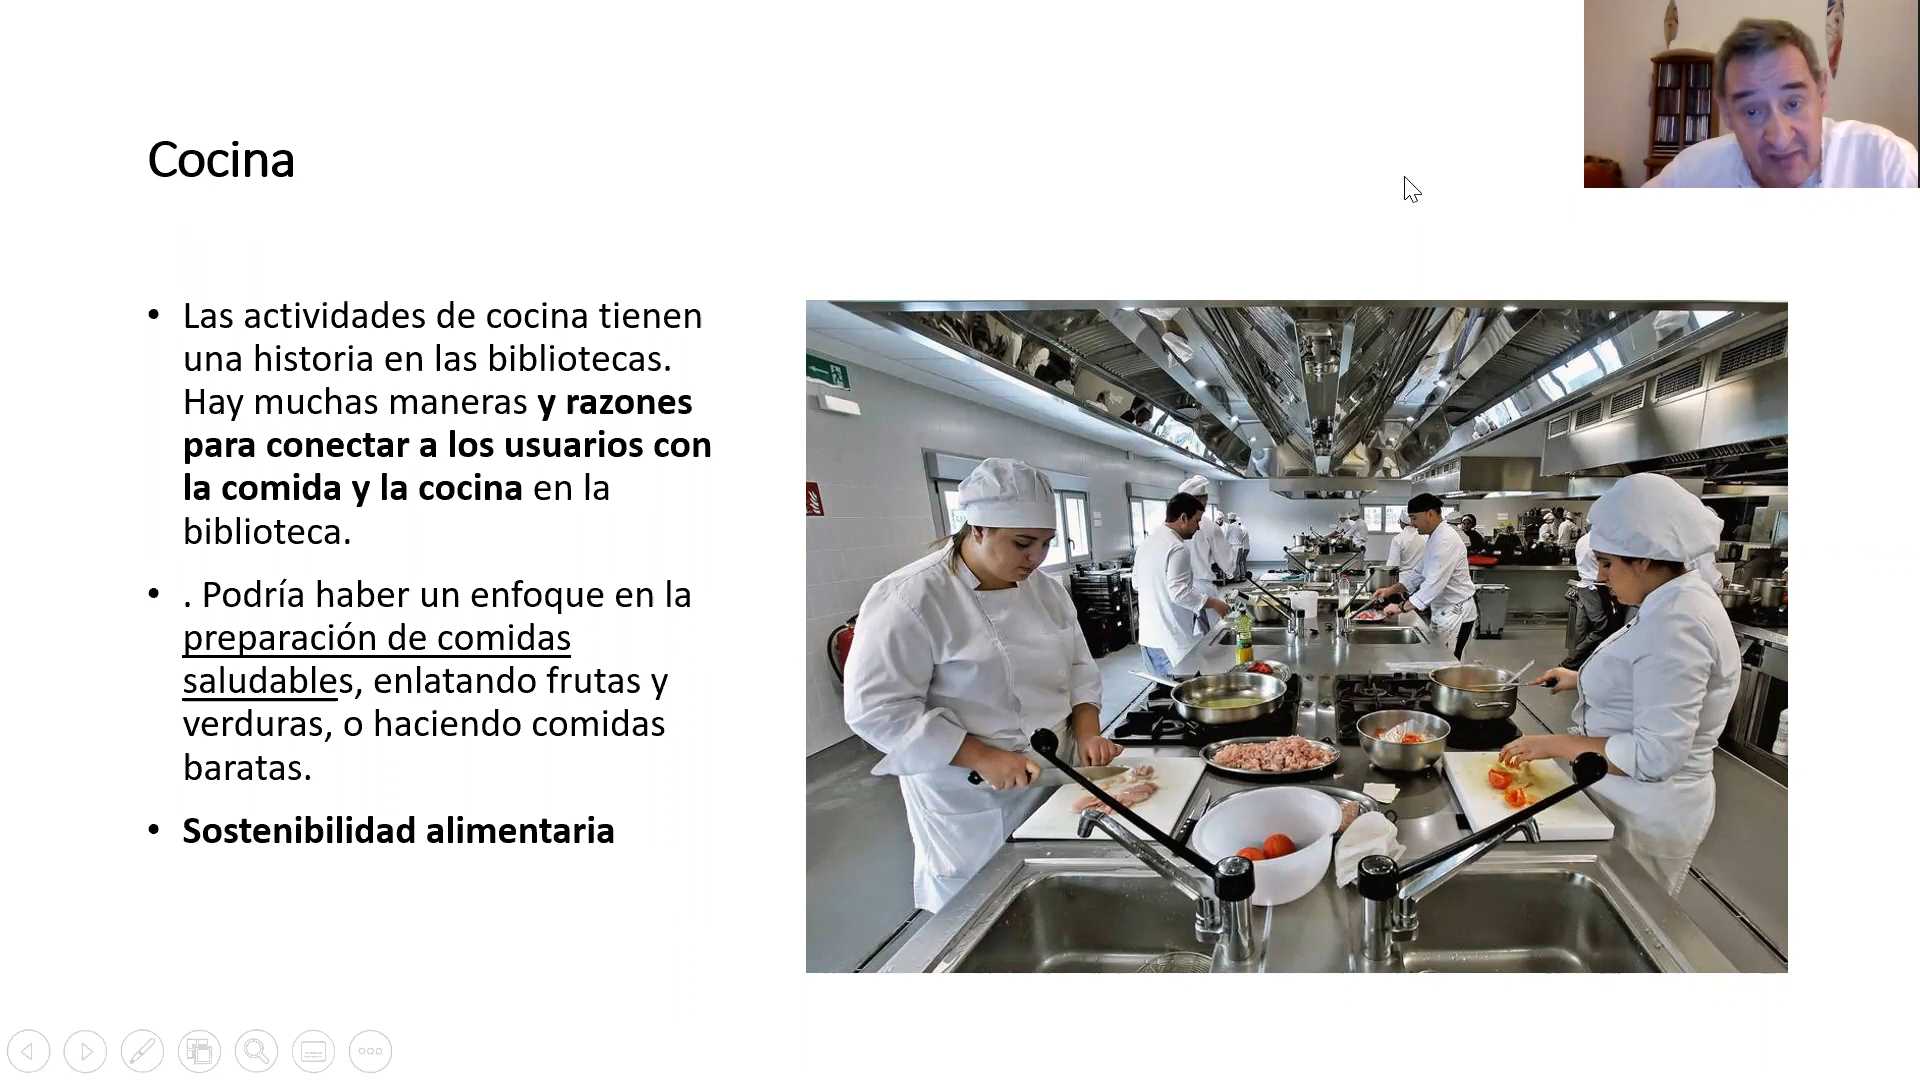 Cocina
• Las actividades de cocina tienen
una historia en las bibliotecas.
Hay muchas maneras y razones
para conectar a los usuarios con
la comida y la cocina en la
biblioteca.
• . Podría haber un enfoque en la
preparación de comidas
saludables, enlatando frutas y
verduras, o haciendo comidas
baratas.
• Sostenibilidad alimentaria